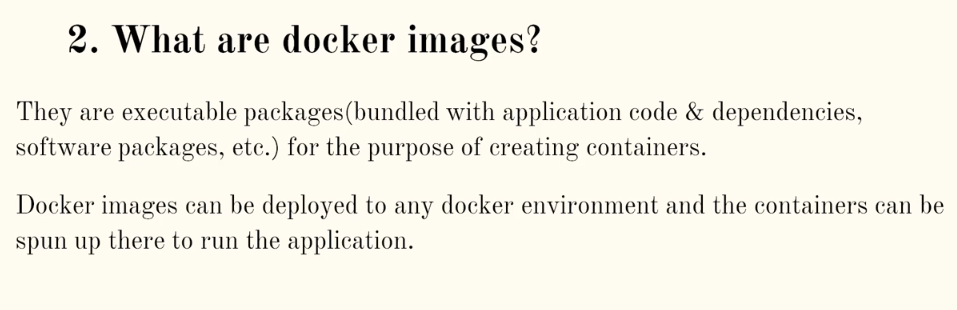 2. What are docker images?
They are executable packages(bundled with application code & dependencies,
software packages, etc.) for the purpose of creating containers.
Docker images can be deployed to any docker environment and the containers can be
spun up there to run the application.